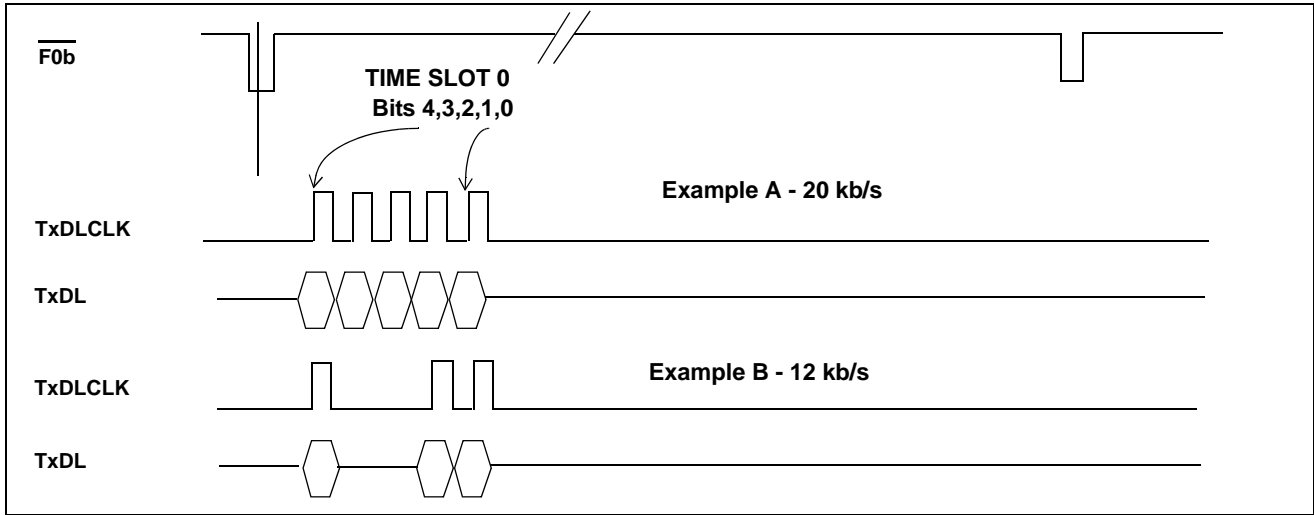 F0b
TIME SLOT 0
Bits 4,3,2,1,0
Example A - 20 kb/s
TxDLCLK
TxDL
Example B - 12 kb/s
TxDLCLK
TxDL